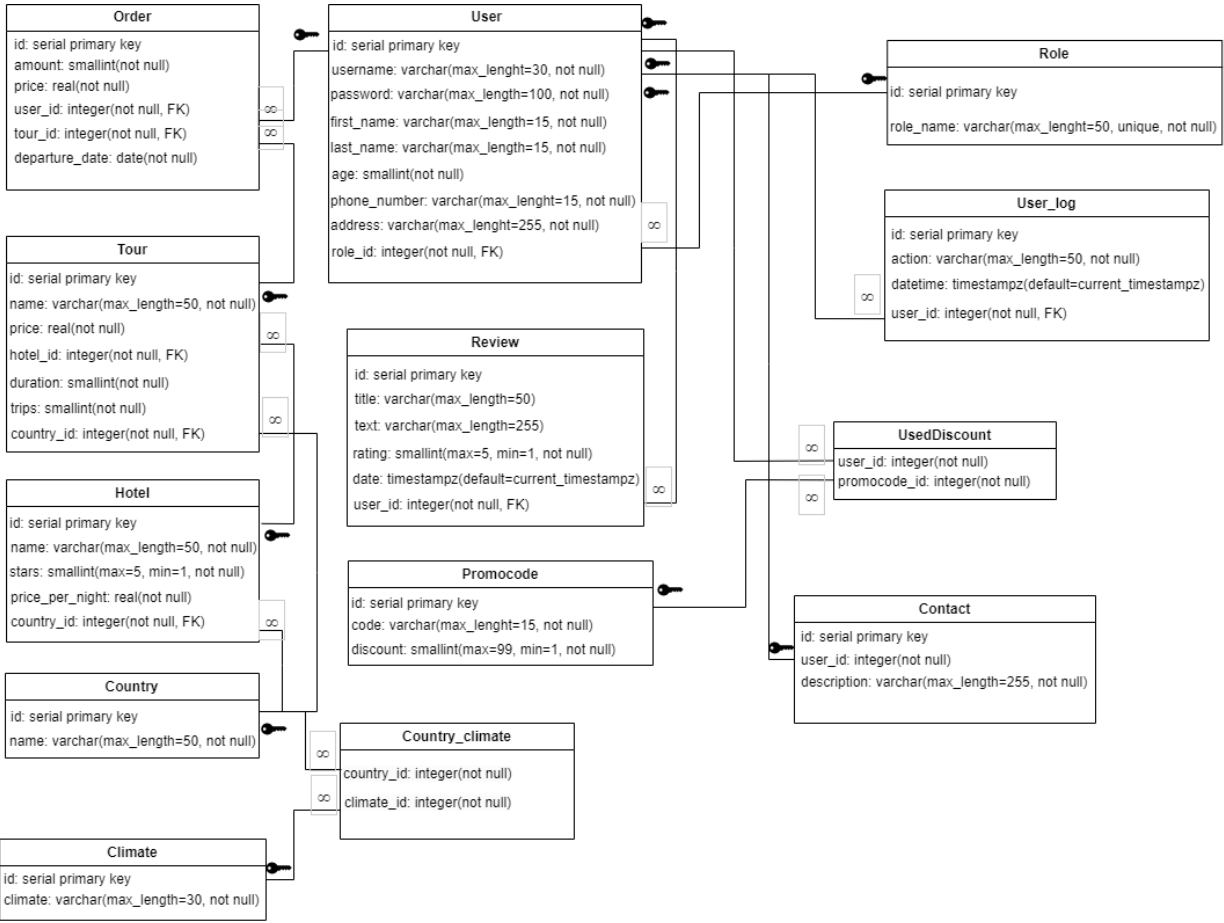 Order
id: serial primary key
amount: smallint(not null)
price: real(not null)
user_id: integer(not null, FK)
tour_id: integer(not null, FK)
departure_date: date(not null)
∞
∞
User
id: serial primary key
username: varchar(max_lenght=30, not null)
password: varchar(max_length=100, not null)
first_name: varchar(max_length=15, not null)
last_name: varchar(max_length=15, not null)
age: smallint(not null)
phone_number: varchar(max_lenght=15, not null)
address: varchar(max_lenght=255, not null)
role_id: integer(not null, FK)
∞
Role
id: serial primary key
role_name: varchar(max_lenght=50, unique, not null)
User_log
id: serial primary key
action: varchar(max_lenght=50, not null)
datetime: timestampz(default=current_timestampz)
user_id: integer(not null, FK)
∞
Tour
id: serial primary key
name: varchar(max_length=50, not null)
price: real(not null)
hotel_id: integer(not null, FK)
duration: smallint(not null)
trips: smallint(not null)
country_id: integer(not null, FK)
∞
∞
Review
id: serial primary key
title: varchar(max_length=50)
text: varchar(max_length=255)
rating: smallint(max=5, min=1, not null)
date: timestampz(default=current_timestampz)
user_id: integer(not null, FK)
∞
UsedDiscount
user_id: integer(not null)
promocode_id: integer(not null)
∞
∞
Hotel
id: serial primary key
name: varchar(max_length=50, not null)
stars: smallint(max=5, min=1, not null)
price_per_night: real(not null)
country_id: integer(not null, FK)
∞
Promocode
id: serial primary key
code: varchar(max_lenght=15, not null)
discount: smallint(max=99, min=1, not null)
Contact
id: serial primary key
user_id: integer(not null)
description: varchar(max_length=255, not null)
Country
id: serial primary key
name: varchar(max_length=50, not null)
Country_climate
country_id: integer(not null)
climate_id: integer(not null)
∞
∞
Climate
id: serial primary key
climate: varchar(max_length=30, not null)